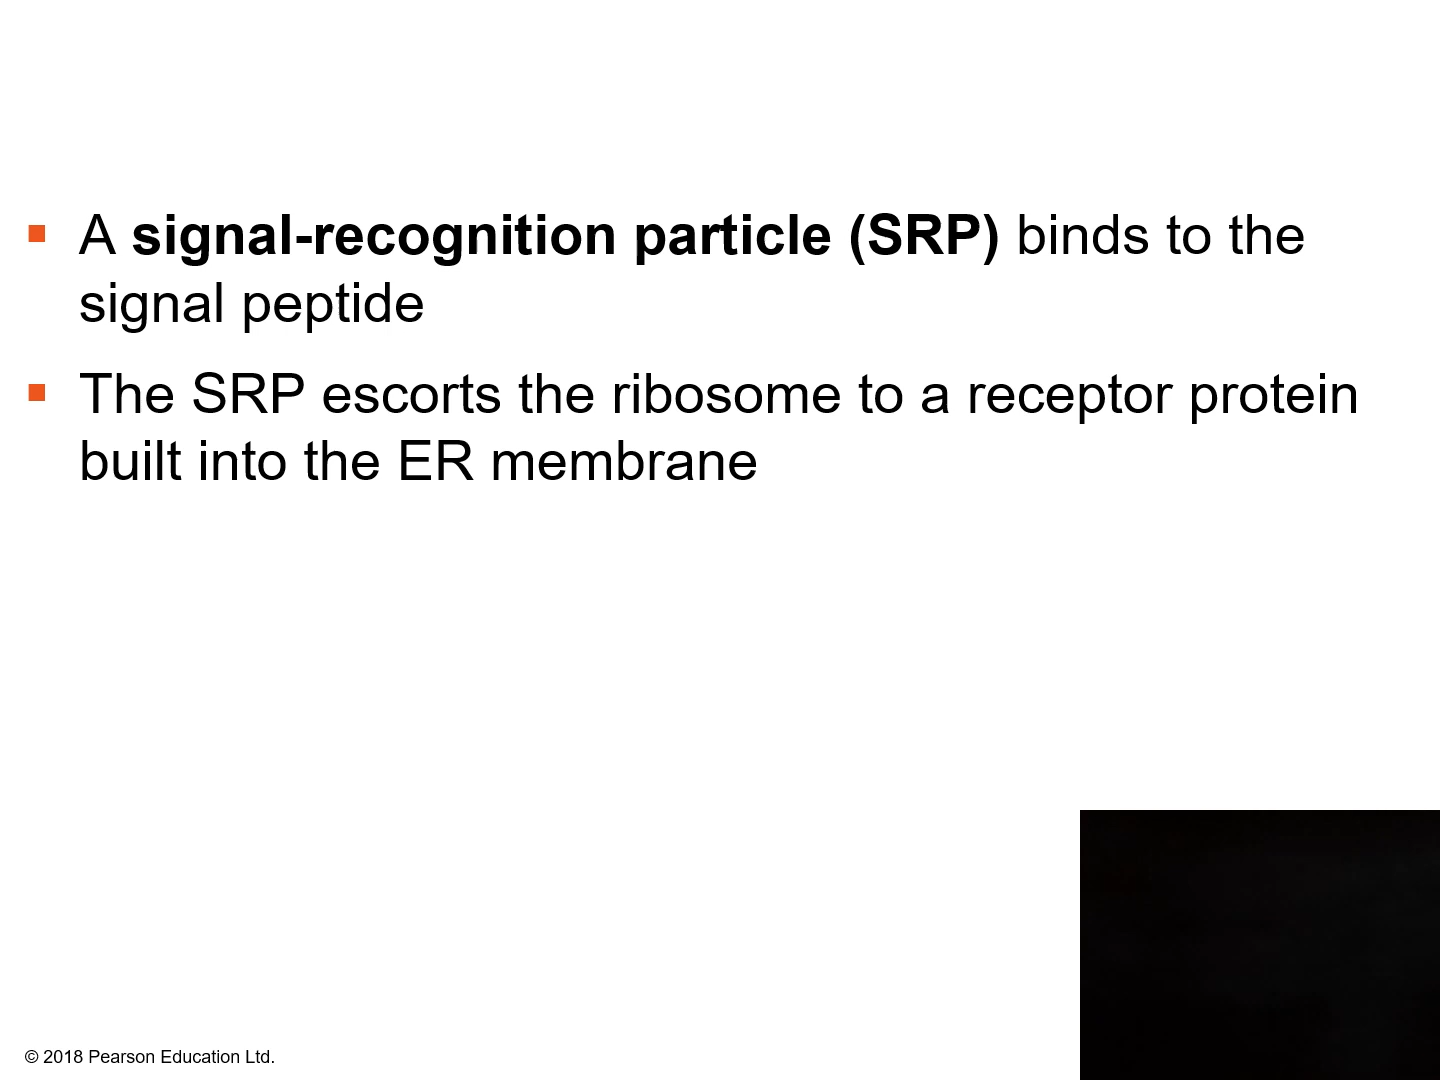 A signal-recognition particle (SRP) binds to the
signal peptide
The SRP escorts the ribosome to a receptor protein
built into the ER membrane
© 2018 Pearson Education Ltd.